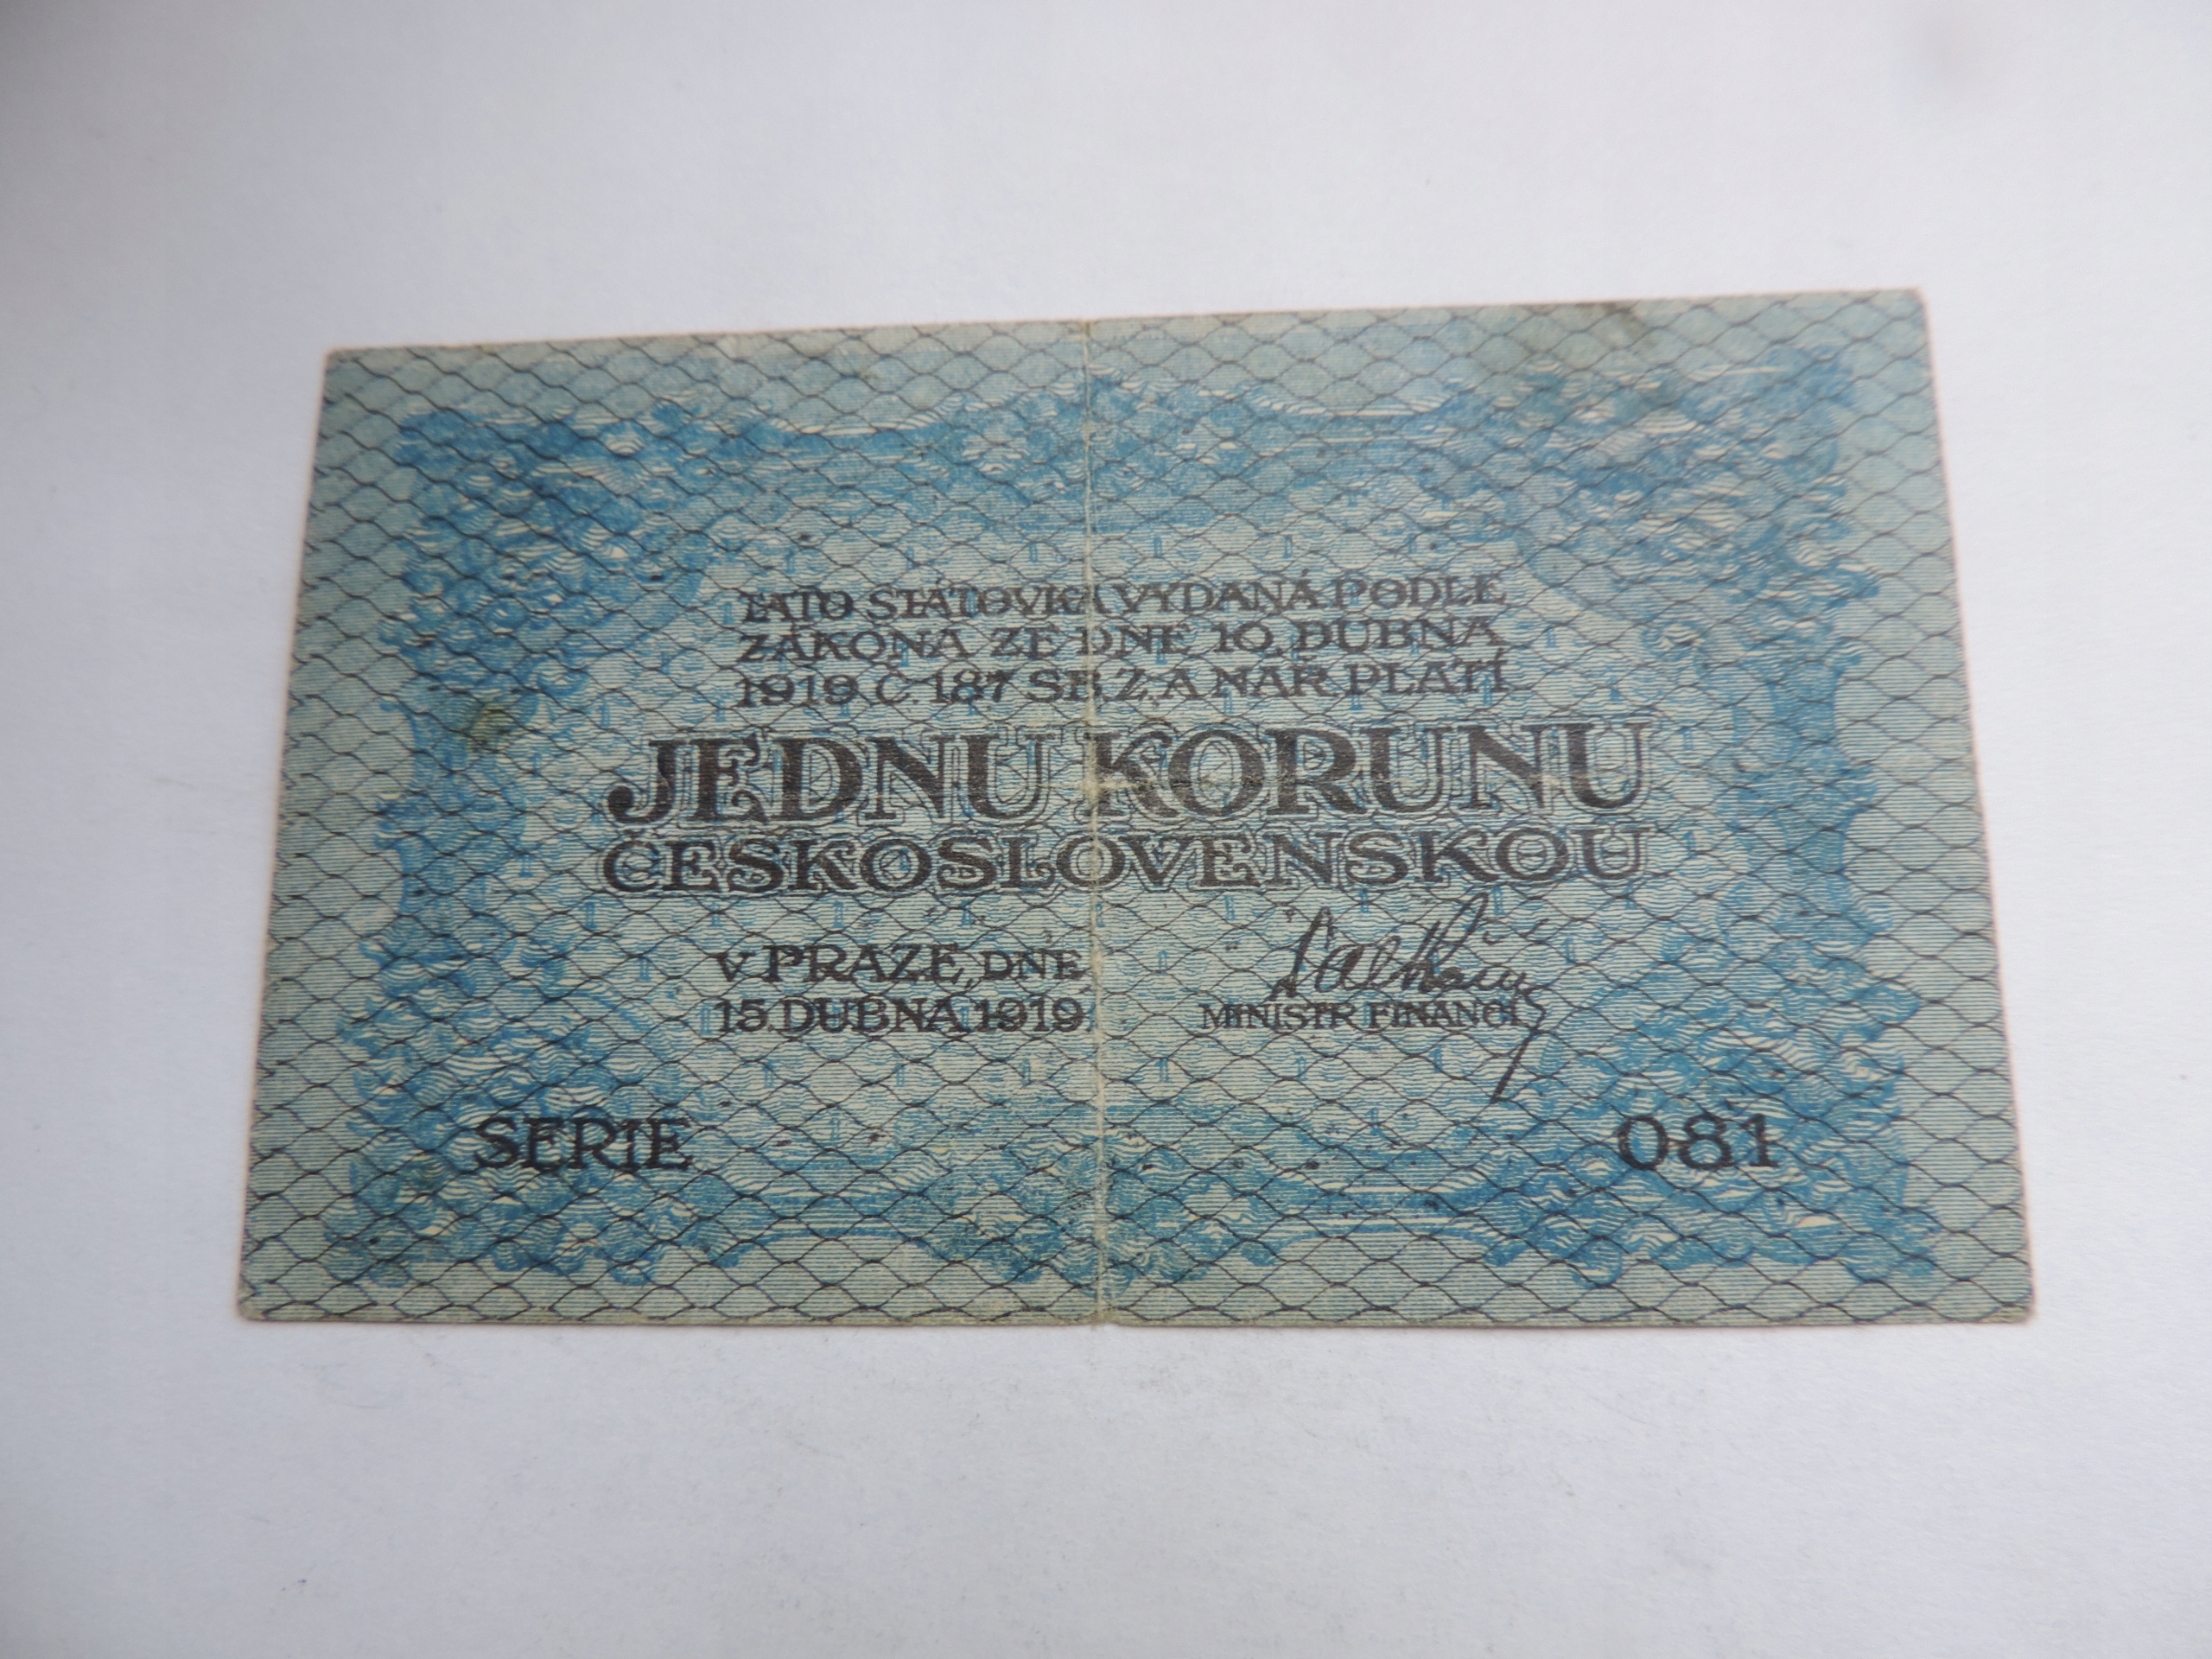 TATO STÁTOVKA VYDANÁ PODLE
ZÁKONA ZE DNE 10. DUBNA
1919 Č. 187 SB. Z. A NAŘ. PLATÍ
JEDNU KORUNU
ČESKOSLOVENSKOU
V PRAZE, DNE
15. DUBNA 1919.
MINISTR FINANCÍ
SERIE 081